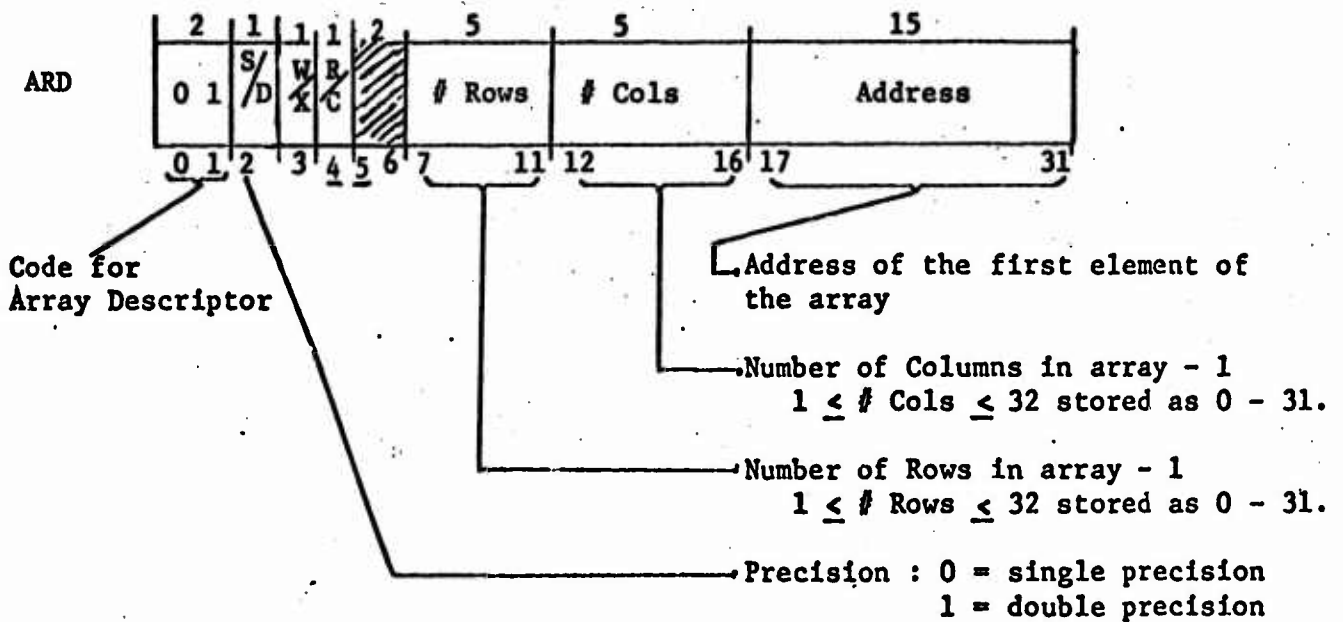 2 1 1 1 2 5 5 15
ARD 0 1 S/D W/X R/C # Rows # Cols Address
0 1 2 3 4 5 6 7 11 12 16 17 31
Code for
Array Descriptor
Address of the first element of
the array
Number of Columns in array - 1
1 ≤ # Cols ≤ 32 stored as 0 - 31.
Number of Rows in array - 1
1 ≤ # Rows ≤ 32 stored as 0 - 31.
Precision : 0 = single precision
1 = double precision